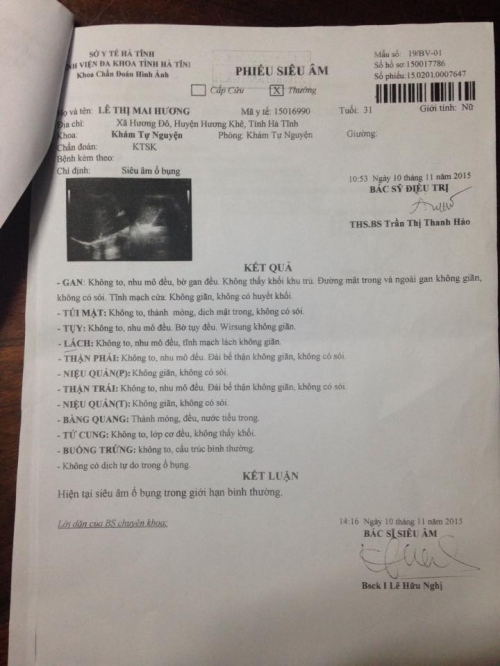 SỞ Y TẾ HÀ TĨNH
NH VIỆN ĐA KHOA TỈNH HÀ TĨNH
Khoa Chẩn Đoán Hình Ảnh
PHIẾU SIÊU ÂM
Cấp Cứu X Thường
Mẫu số: 19/BV-01
Số hồ sơ: 150017786
Số phiếu: 15.0201.0007647
Họ và tên: LÊ THỊ MAI HƯƠNG Mã y tế: 15016990 Tuổi: 31 Giới tính: Nữ
Địa chỉ: Xã Hương Đô, Huyện Hương Khê, Tỉnh Hà Tĩnh
Khoa: Khám Tự Nguyện Phòng: Khám Tự Nguyện Giường:
Chẩn đoán: KTSK
Bệnh kèm theo:
Chỉ định: Siêu âm ổ bụng
10:53 Ngày 10 tháng 11 năm 2015
BÁC SỸ ĐIỀU TRỊ
THS.BS Trần Thị Thanh Hảo
KẾT QUẢ
- GAN: Không to, nhu mô đều, bờ gan đều. Không thấy khối khu trú. Đường mật trong và ngoài gan không giãn,
không có sỏi. Tĩnh mạch cửa: Không giãn, không có huyết khối.
- TÚI MẬT: Không to, thành mỏng, dịch mật trong, không có sỏi.
- TỤY: Không to, nhu mô đều. Bờ tụy đều. Wirsung không giãn.
- LÁCH: Không to, nhu mô đều, tĩnh mạch lách không giãn.
- THẬN PHẢI: Không to, nhu mô đều. Đài bể thận không giãn, không có sỏi.
- NIỆU QUẢN(P): Không giãn, không có sỏi.
- THẬN TRÁI: Không to, nhu mô đều. Đài bể thận không giãn, không có sỏi.
- NIỆU QUẢN(T): Không giãn, không có sỏi.
- BÀNG QUANG: Thành mỏng, đều, nước tiểu trong.
- TỬ CUNG: Không to, lớp cơ đều, không thấy khối.
- BUỒNG TRỨNG: không to, cấu trúc bình thường.
- Không có dịch tự do trong ổ bụng.
KẾT LUẬN
Hiện tại siêu âm ổ bụng trong giới hạn bình thường.
Lời dặn của BS chuyên khoa:
14:16 Ngày 10 tháng 11 năm 2015
BÁC SĨ SIÊU ÂM
Bsck I Lê Hữu Nghị